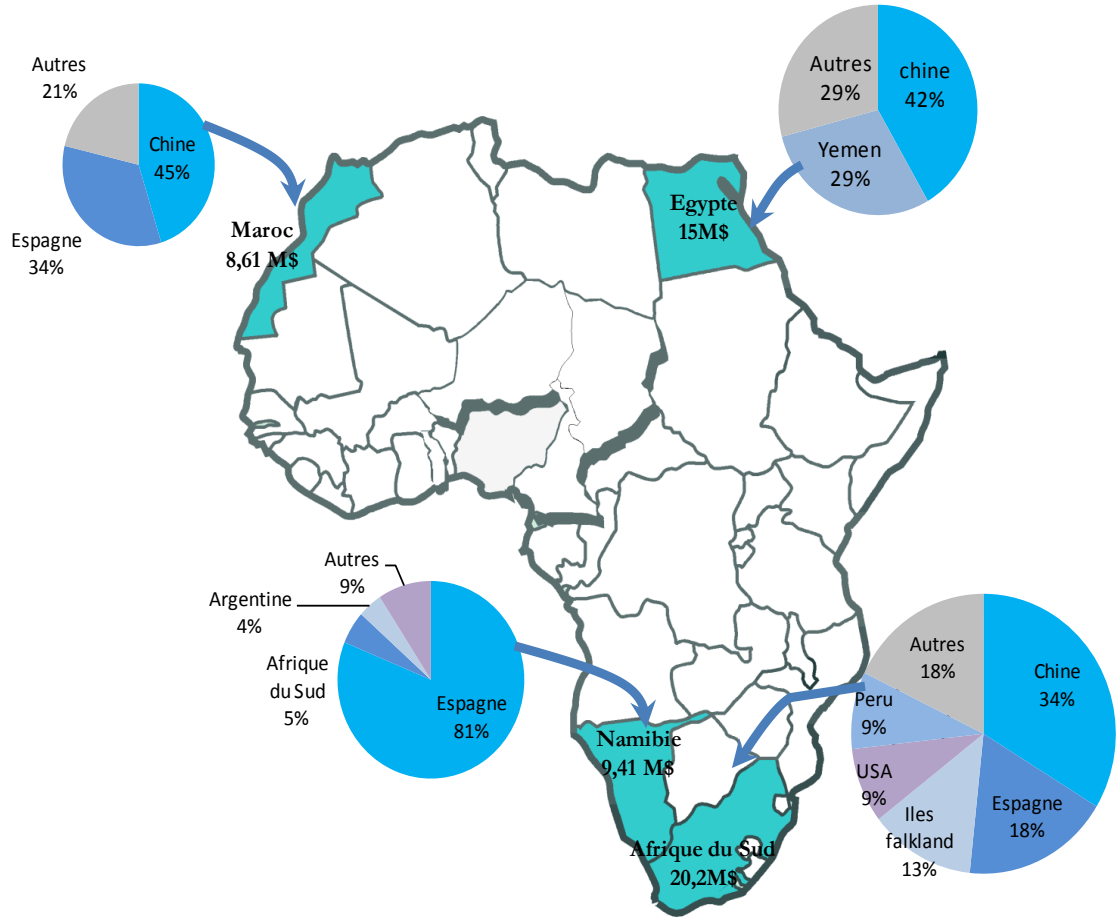 Autres
21%
Chine
45%
Espagne
34%
Autres
29%
chine
42%
Yemen
29%
Maroc
8,61 M$
Egypte
15M$
Autres
9%
Argentine
4%
Afrique
du Sud
5%
Espagne
81%
Namibie
9,41 M$
Autres
18%
Chine
34%
Peru
9%
USA
9%
Iles
falkland
13%
Espagne
18%
Afrique du Sud
20,2M$